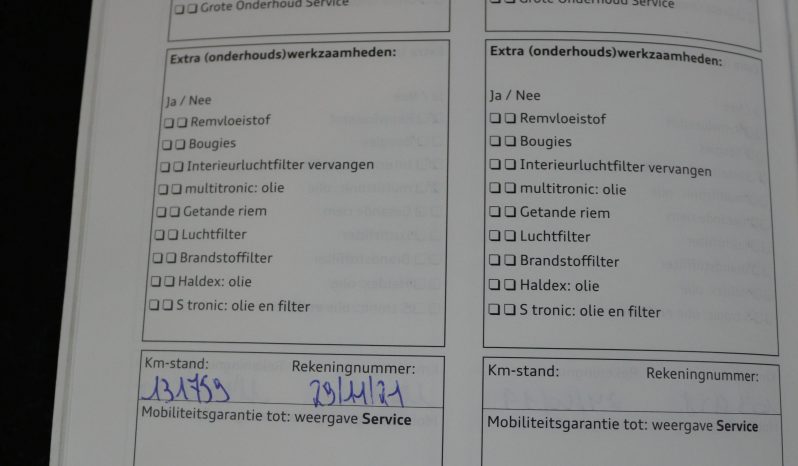 ❏ ❏ Grote Onderhoud Service
Extra (onderhouds)werkzaamheden:
Ja / Nee
❏ ❏ Remvloeistof
❏ ❏ Bougies
❏ ❏ Interieurluchtfilter vervangen
❏ ❏ multitronic: olie
❏ ❏ Getande riem
❏ ❏ Luchtfilter
❏ ❏ Brandstoffilter
❏ ❏ Haldex: olie
❏ ❏ S tronic: olie en filter
Km-stand: Rekeningnummer:
131759 29/11/21
Mobiliteitsgarantie tot: weergave Service
❏ ❏ Grote Onderhoud Service
Extra (onderhouds)werkzaamheden:
Ja / Nee
❏ ❏ Remvloeistof
❏ ❏ Bougies
❏ ❏ Interieurluchtfilter vervangen
❏ ❏ multitronic: olie
❏ ❏ Getande riem
❏ ❏ Luchtfilter
❏ ❏ Brandstoffilter
❏ ❏ Haldex: olie
❏ ❏ S tronic: olie en filter
Km-stand: Rekeningnummer:
Mobiliteitsgarantie tot: weergave Service